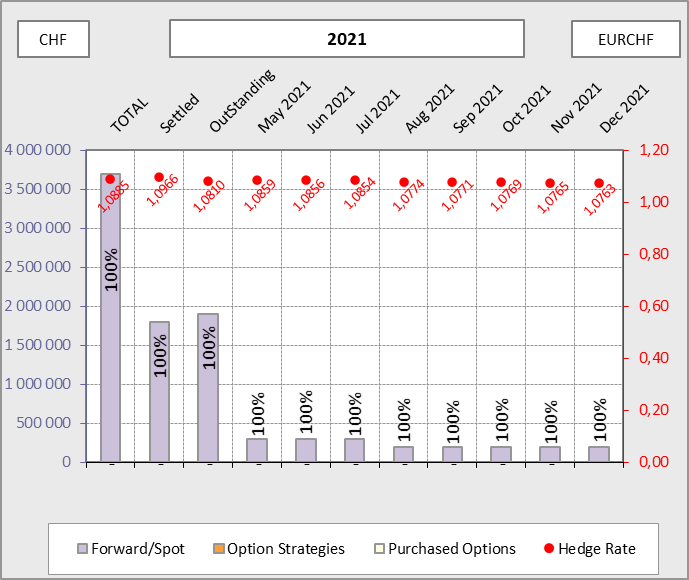 CHF
2021
EURCHF
TOTAL
Settled
OutStanding
May 2021
Jun 2021
Jul 2021
Aug 2021
Sep 2021
Oct 2021
Nov 2021
Dec 2021
4 000 000
3 500 000
3 000 000
2 500 000
2 000 000
1 500 000
1 000 000
500 000
0
1,20
1,00
0,80
0,60
0,40
0,20
0,00
1,0885
1,0966
1,0810
1,0859
1,0856
1,0854
1,0774
1,0771
1,0769
1,0765
1,0763
100%
100%
100%
100%
100%
100%
100%
100%
100%
100%
100%
Forward/Spot
Option Strategies
Purchased Options
Hedge Rate